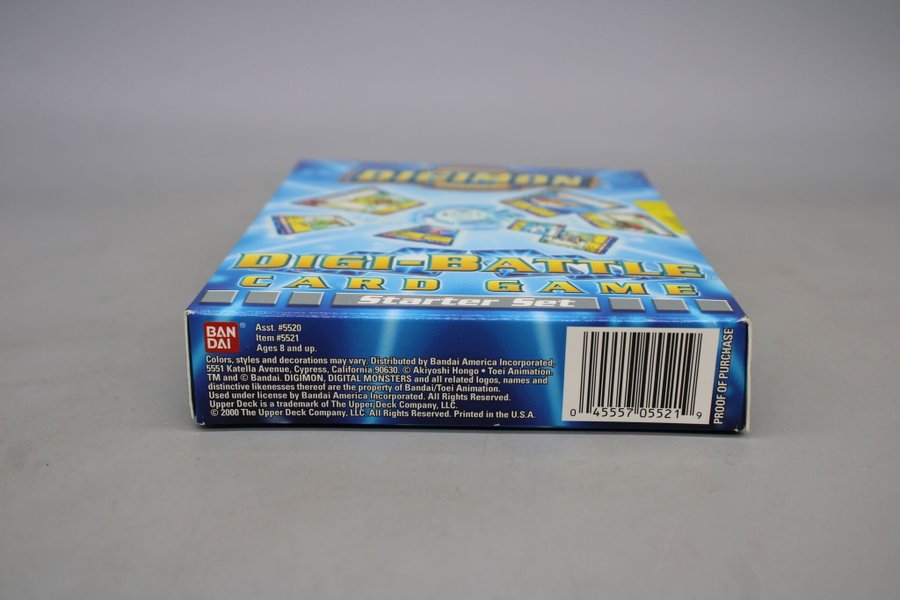 DIGIMON
DIGI-BATTLE
CARD GAME
Starter Set
BAN
DAI
®
Asst. #5520
Item #5521
Ages 8 and up.
Colors, styles and decorations may vary. Distributed by Bandai America Incorporated,
5551 Katella Avenue, Cypress, California 90630. © Akiyoshi Hongo • Toei Animation.
TM and © Bandai. DIGIMON, DIGITAL MONSTERS and all related logos, names and
distinctive likenesses thereof are the property of Bandai/Toei Animation.
Used under license by Bandai America Incorporated. All Rights Reserved.
Upper Deck is a trademark of The Upper Deck Company, LLC.
© 2000 The Upper Deck Company, LLC. All Rights Reserved. Printed in the U.S.A.
0 45557 05521 9
PROOF OF PURCHASE